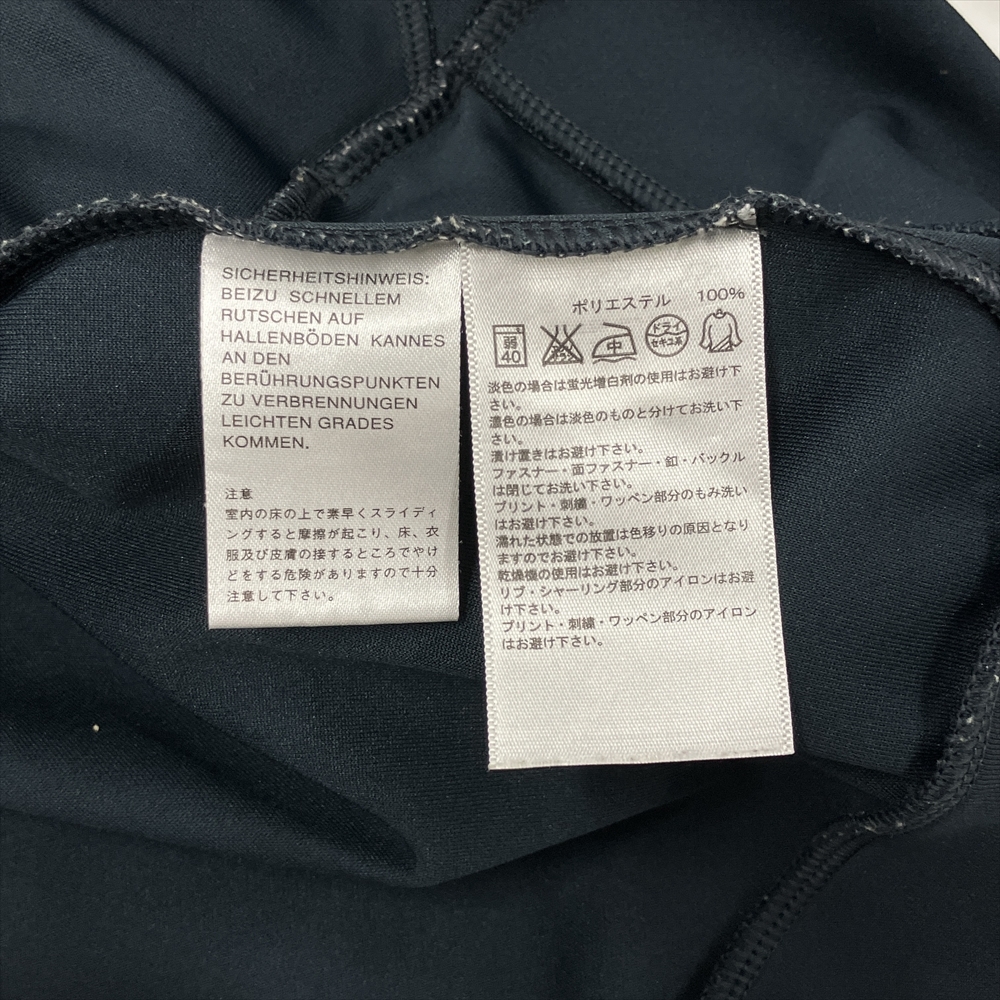 SICHERHEITSHINWEIS:
BEIZU SCHNELLEM
RUTSCHEN AUF
HALLENBÖDEN KANNES
AN DEN
BERÜHRUNGSPUNKTEN
ZU VERBRENNUNGEN
LEICHTEN GRADES
KOMMEN.
注意
室内の床の上で素早くスライディ
ングすると摩擦が起こり、床、衣
服及び皮膚の接するところでやけ
どをする危険がありますので十分
注意して下さい。
ポリエステル 100%
弱
40
中
ドライ
セキユ系
淡色の場合は蛍光増白剤の使用はお避け下
さい。
濃色の場合は淡色のものと分けてお洗い下
さい。
漬け置きはお避け下さい。
ファスナー・面ファスナー・釦・バックル
は閉じてお洗い下さい。
プリント・刺繍・ワッペン部分のもみ洗い
はお避け下さい。
濡れた状態での放置は色移りの原因となり
ますのでお避け下さい。
乾燥機の使用はお避け下さい。
リブ・シャーリング部分のアイロンはお避
け下さい。
プリント・刺繍・ワッペン部分のアイロン
はお避け下さい。